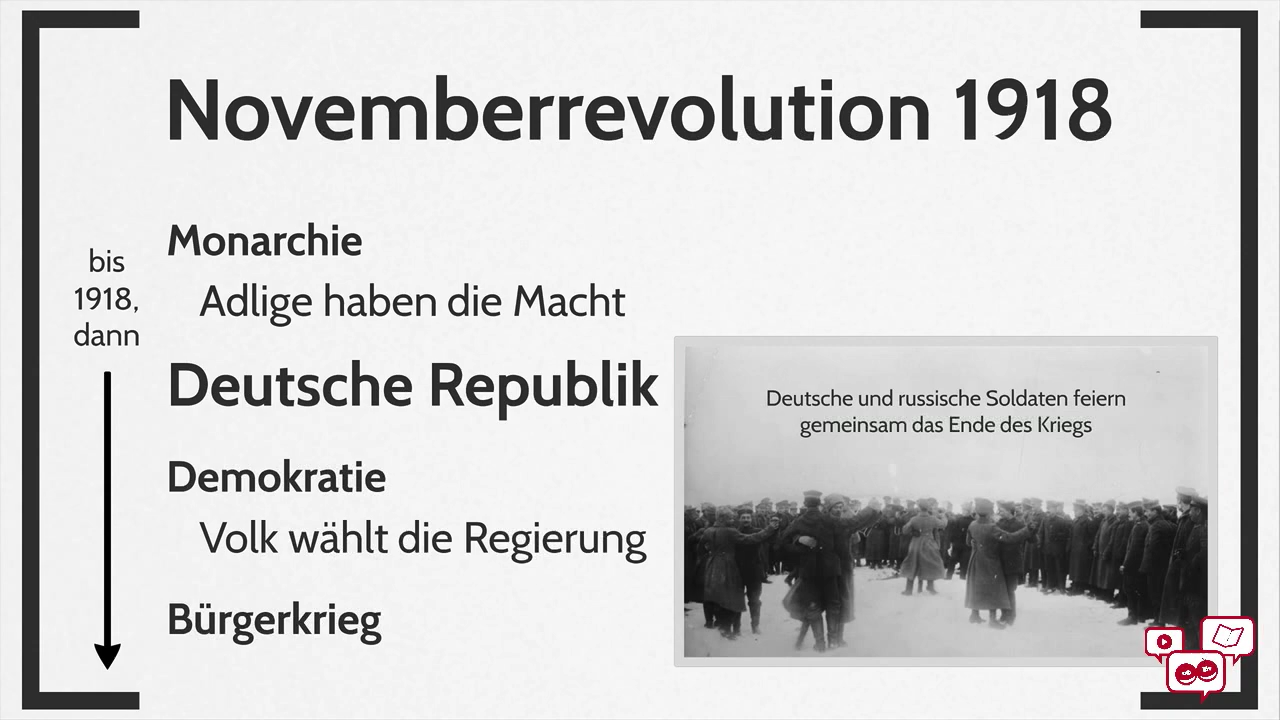 Novemberrevolution 1918
bis
1918,
dann
Monarchie
Adlige haben die Macht
Deutsche Republik
Demokratie
Volk wählt die Regierung
Bürgerkrieg
Deutsche und russische Soldaten feiern
gemeinsam das Ende des Kriegs